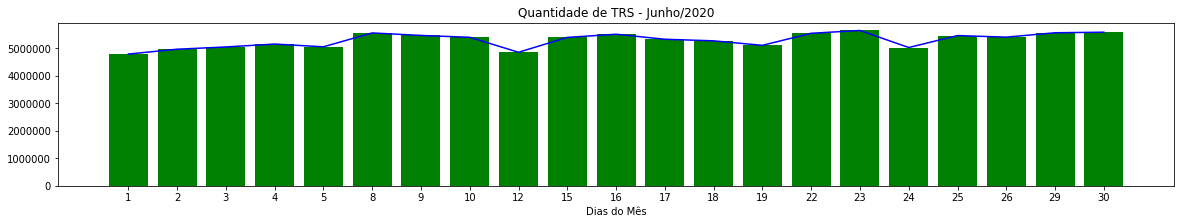 Quantidade de TRS - Junho/2020
5000000
4000000
3000000
2000000
1000000
0
1 2 3 4 5 8 9 10 12 15 16 17 18 19 22 23 24 25 26 29 30
Dias do Mês